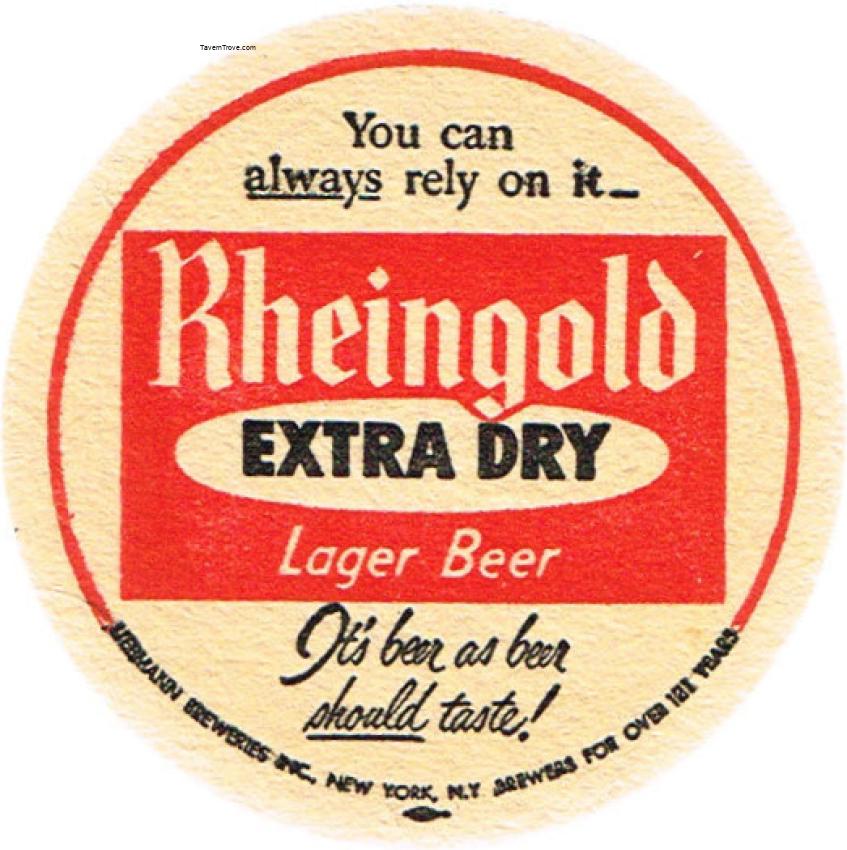 TavernTrove.com
You can
always rely on it_
Rheingold
EXTRA DRY
Lager Beer
It's beer as beer
should taste!
LIEBMANN BREWERIES INC., NEW YORK, N.Y BREWERS FOR OVER YEARS